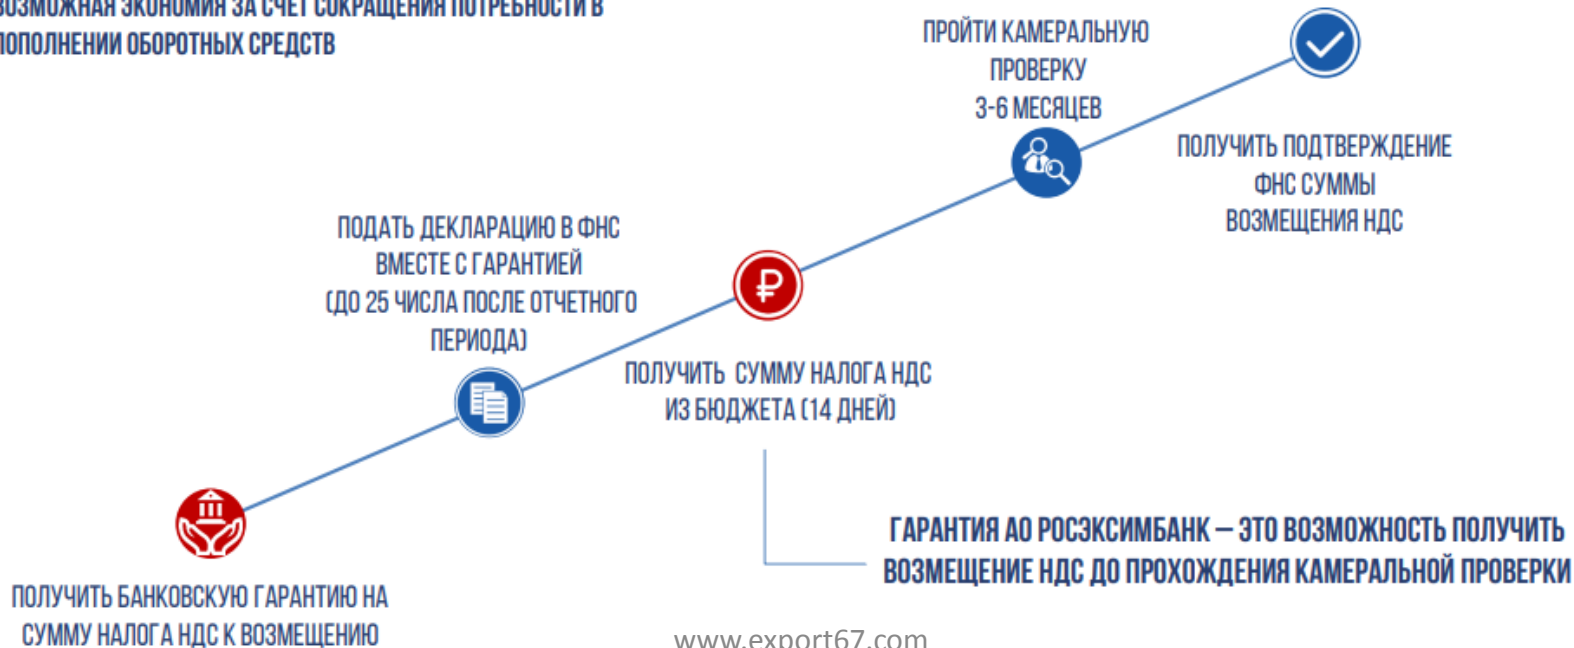 ВОЗМОЖНАЯ ЭКОНОМИЯ ЗА СЧЕТ СОКРАЩЕНИЯ ПОТРЕБНОСТИ В
ПОПОЛНЕНИИ ОБОРОТНЫХ СРЕДСТВ
ПРОЙТИ КАМЕРАЛЬНУЮ
ПРОВЕРКУ
3-6 МЕСЯЦЕВ
ПОЛУЧИТЬ ПОДТВЕРЖДЕНИЕ
ФНС СУММЫ
ВОЗМЕЩЕНИЯ НДС
ПОДАТЬ ДЕКЛАРАЦИЮ В ФНС
ВМЕСТЕ С ГАРАНТИЕЙ
(ДО 25 ЧИСЛА ПОСЛЕ ОТЧЕТНОГО
ПЕРИОДА)
₽
ПОЛУЧИТЬ СУММУ НАЛОГА НДС
ИЗ БЮДЖЕТА (14 ДНЕЙ)
ГАРАНТИЯ АО РОСЭКСИМБАНК – ЭТО ВОЗМОЖНОСТЬ ПОЛУЧИТЬ
ВОЗМЕЩЕНИЕ НДС ДО ПРОХОЖДЕНИЯ КАМЕРАЛЬНОЙ ПРОВЕРКИ
ПОЛУЧИТЬ БАНКОВСКУЮ ГАРАНТИЮ НА
СУММУ НАЛОГА НДС К ВОЗМЕЩЕНИЮ
www.export67.com